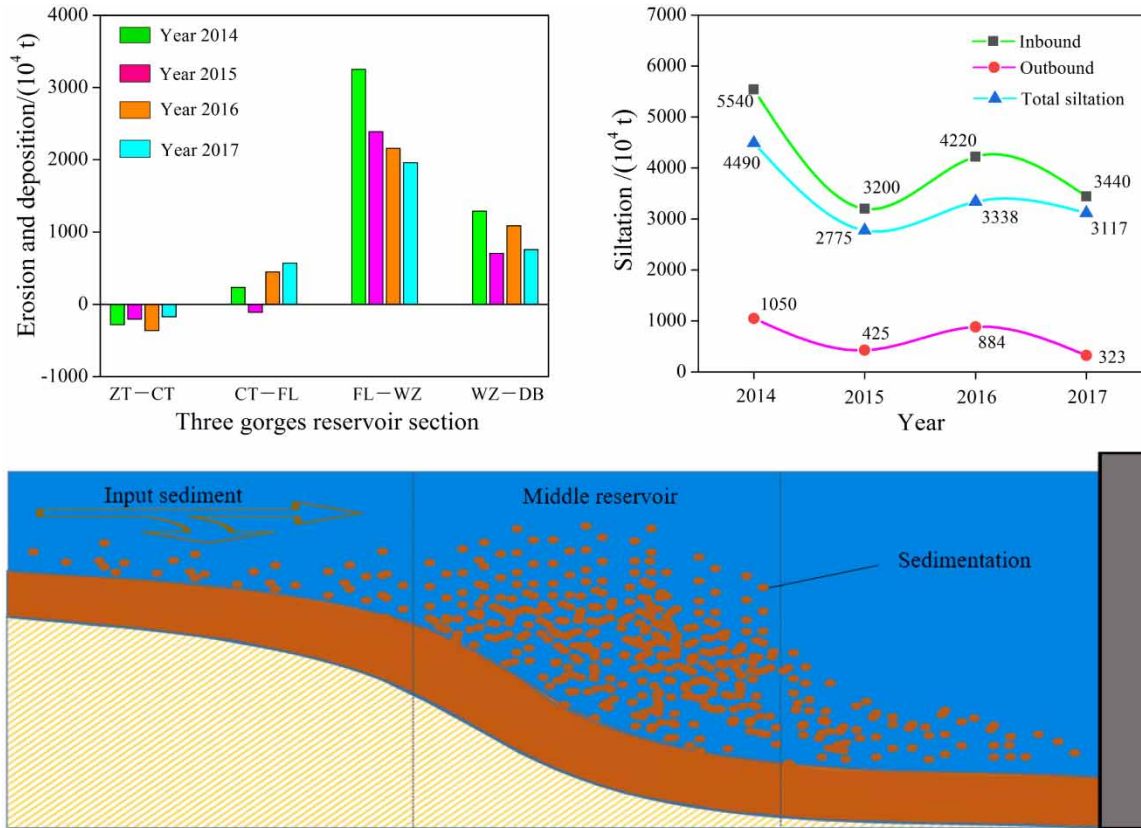 4000
3000
2000
1000
0
-1000
Erosion and deposition/(10⁴ t)
Year 2014
Year 2015
Year 2016
Year 2017
ZT－CT
CT－FL
FL－WZ
WZ－DB
Three gorges reservoir section
7000
6000
5000
4000
3000
2000
1000
0
Siltation /(10⁴ t)
Inbound
Outbound
Total siltation
5540
4490
3200
2775
4220
3338
3440
3117
1050
425
884
323
2014
2015
2016
2017
Year
Input sediment
Middle reservoir
Sedimentation